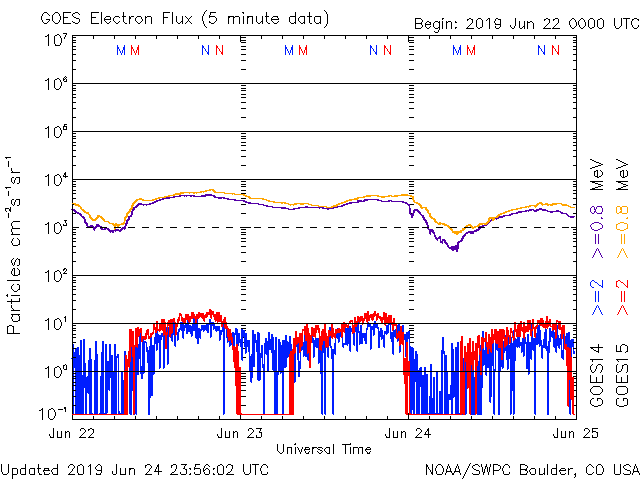 GOES Electron Flux (5 minute data)
Begin: 2019 Jun 22 0000 UTC
M M N N M M N N M M N N
10⁷
10⁶
10⁵
10⁴
10³
10²
10¹
10⁰
10⁻¹
Particles cm⁻²s⁻¹sr⁻¹
Jun 22 Jun 23 Jun 24 Jun 25
Universal Time
GOES14 >=2 >=0.8 MeV
GOES15 >=2 >=0.8 MeV
Updated 2019 Jun 24 23:56:02 UTC
NOAA/SWPC Boulder, CO USA